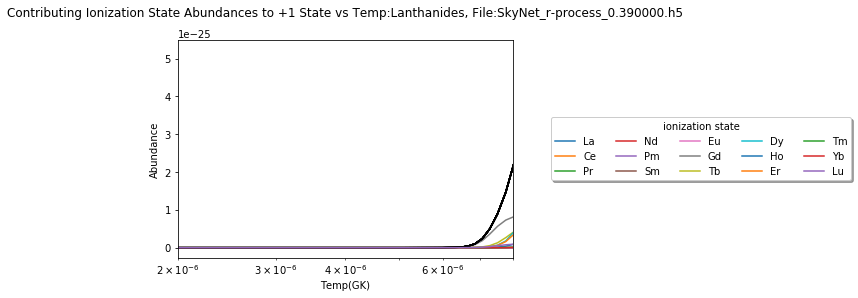 Contributing Ionization State Abundances to +1 State vs Temp:Lanthanides, File:SkyNet_r-process_0.390000.h5
1e−25
5
4
3
2
1
0
Abundance
2 × 10⁻⁶ 3 × 10⁻⁶ 4 × 10⁻⁶ 6 × 10⁻⁶
Temp(GK)
ionization state
La Nd Eu Dy Tm
Ce Pm Gd Ho Yb
Pr Sm Tb Er Lu